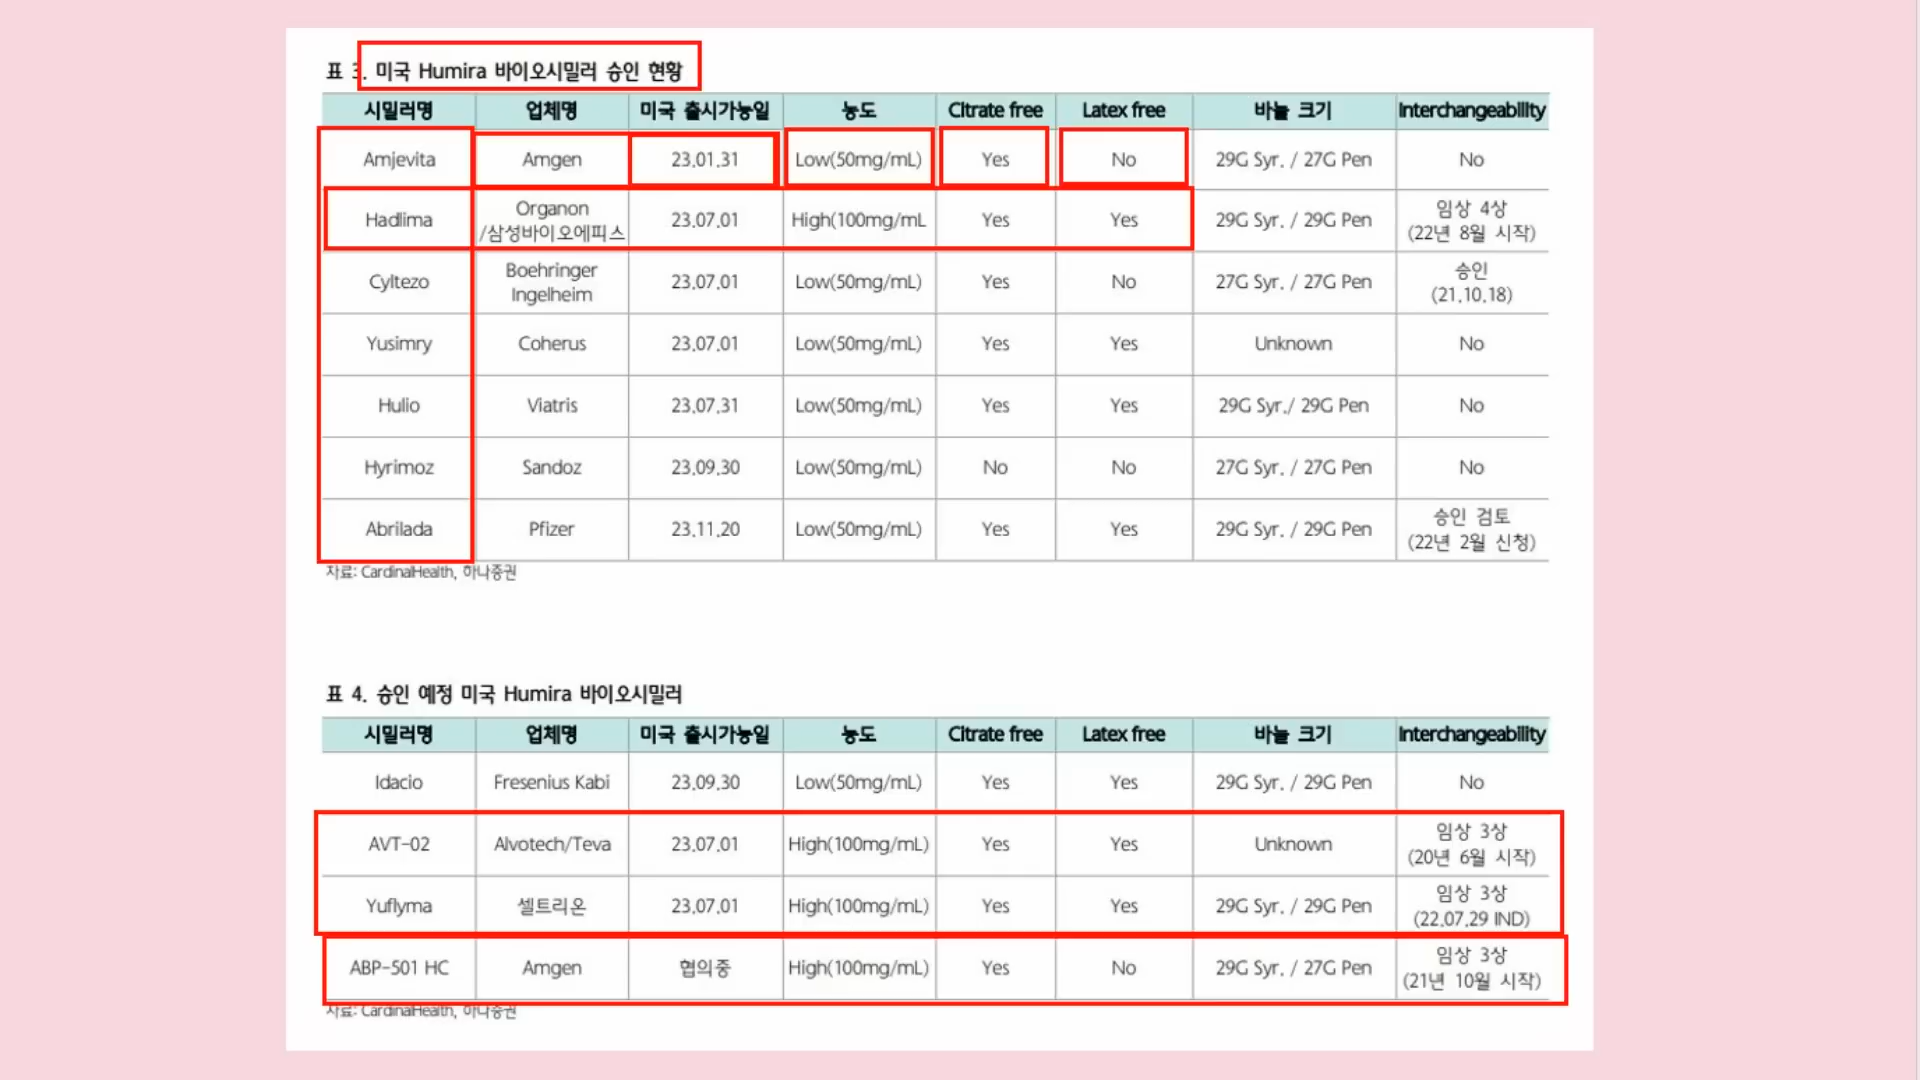 표 3. 미국 Humira 바이오시밀러 승인 현황
시밀러명 업체명 미국 출시가능일 농도 Citrate free Latex free 바늘 크기 Interchangeability
Amjevita Amgen 23.01.31 Low(50mg/mL) Yes No 29G Syr. / 27G Pen No
Hadlima Organon /삼성바이오에피스 23.07.01 High(100mg/mL Yes Yes 29G Syr. / 29G Pen 임상 4상 (22년 8월 시작)
Cyltezo Boehringer Ingelheim 23.07.01 Low(50mg/mL) Yes No 27G Syr. / 27G Pen 승인 (21.10.18)
Yusimry Coherus 23.07.01 Low(50mg/mL) Yes Yes Unknown No
Hulio Viatris 23.07.31 Low(50mg/mL) Yes Yes 29G Syr./ 29G Pen No
Hyrimoz Sandoz 23.09.30 Low(50mg/mL) No No 27G Syr. / 27G Pen No
Abrilada Pfizer 23.11.20 Low(50mg/mL) Yes Yes 29G Syr. / 29G Pen 승인 검토 (22년 2월 신청)
자료: CardinalHealth, 하나증권
표 4. 승인 예정 미국 Humira 바이오시밀러
시밀러명 업체명 미국 출시가능일 농도 Citrate free Latex free 바늘 크기 Interchangeability
Idacio Fresenius Kabi 23.09.30 Low(50mg/mL) Yes Yes 29G Syr. / 29G Pen No
AVT-02 Alvotech/Teva 23.07.01 High(100mg/mL) Yes Yes Unknown 임상 3상 (20년 6월 시작)
Yuflyma 셀트리온 23.07.01 High(100mg/mL) Yes Yes 29G Syr. / 29G Pen 임상 3상 (22.07.29 IND)
ABP-501 HC Amgen 협의중 High(100mg/mL) Yes No 29G Syr. / 27G Pen 임상 3상 (21년 10월 시작)
자료: CardinalHealth, 하나증권